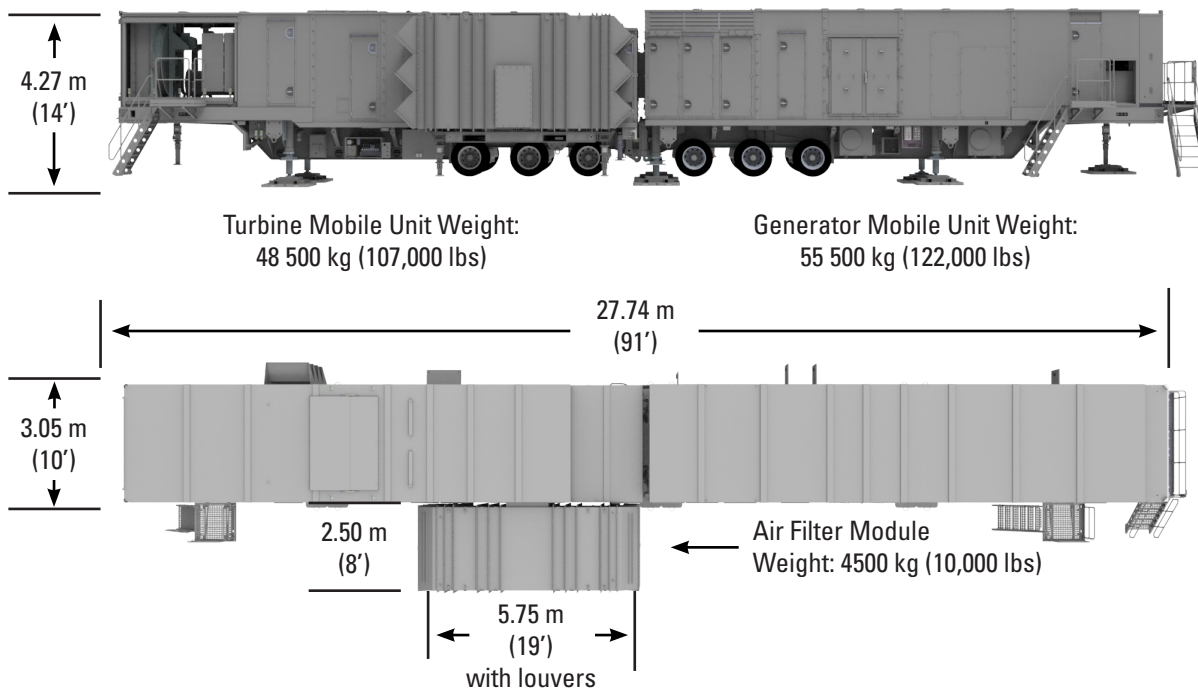 4.27 m
(14’)
Turbine Mobile Unit Weight:
48 500 kg (107,000 lbs)
Generator Mobile Unit Weight:
55 500 kg (122,000 lbs)
27.74 m
(91’)
3.05 m
(10’)
2.50 m
(8’)
Air Filter Module
Weight: 4500 kg (10,000 lbs)
5.75 m
(19’)
with louvers